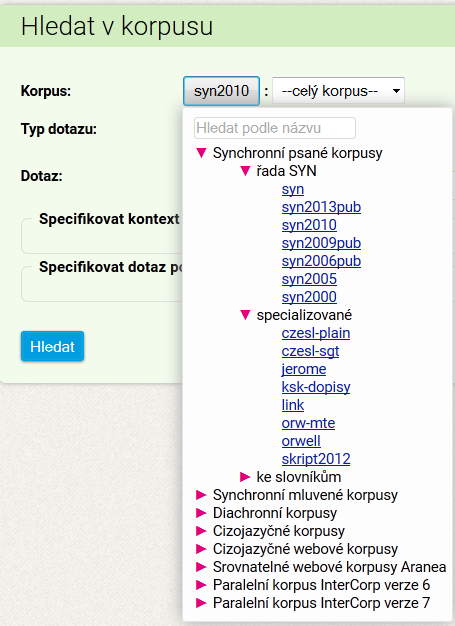 Hledat v korpusu
Korpus: syn2010 : --celý korpus--
Typ dotazu:
Hledat podle názvu
Synchronní psané korpusy
řada SYN
syn
Dotaz:
syn2013pub
syn2010
Specifikovat kontext
syn2009pub
syn2006pub
Specifikovat dotaz
syn2005
syn2000
specializované
czesl-plain
Hledat
czesl-sgt
jerome
ksk-dopisy
link
orw-mte
orwell
skript2012
ke slovníkům
Synchronní mluvené korpusy
Diachronní korpusy
Cizojazyčné korpusy
Cizojazyčné webové korpusy
Srovnatelné webové korpusy Aranea
Paralelní korpus InterCorp verze 6
Paralelní korpus InterCorp verze 7